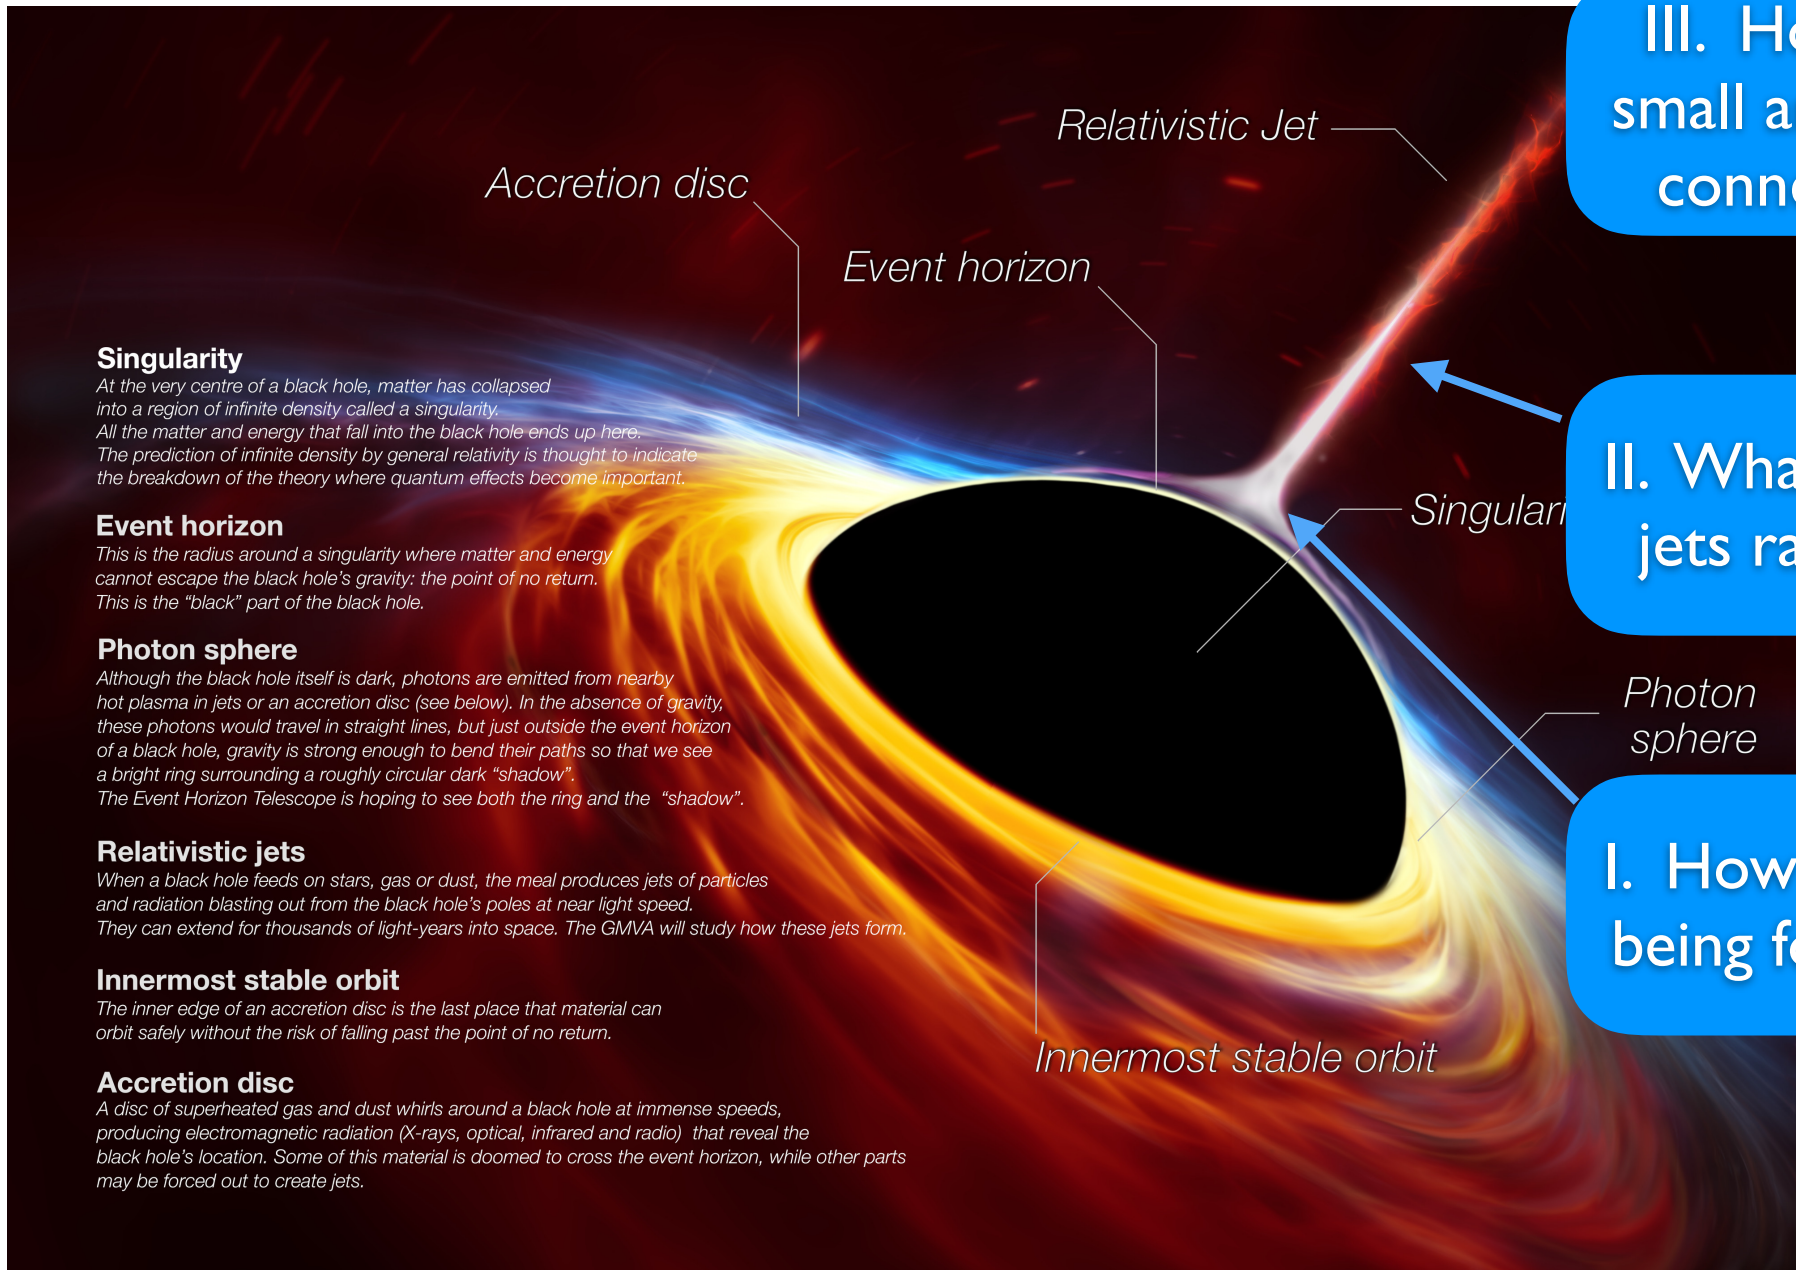 III.
small
Relativistic Jet
Accretion disc
Event horizon
Singularity
At the very centre of a black hole, matter has collapsed
into a region of infinite density called a singularity.
All the matter and energy that fall into the black hole ends up here.
The prediction of infinite density by general relativity is thought to indicate
the breakdown of the theory where quantum effects become important.
II.
jets
Event horizon
This is the radius around a singularity where matter and energy
cannot escape the black hole's gravity: the point of no return.
This is the “black” part of the black hole.
Photon sphere
Although the black hole itself is dark, photons are emitted from nearby
hot plasma in jets or an accretion disc (see below). In the absence of gravity,
these photons would travel in straight lines, but just outside the event horizon
of a black hole, gravity is strong enough to bend their paths so that we see
a bright ring surrounding a roughly circular dark “shadow”.
The Event Horizon Telescope is hoping to see both the ring and the “shadow”.
Photon
sphere
Relativistic jets
When a black hole feeds on stars, gas or dust, the meal produces jets of particles
and radiation blasting out from the black hole's poles at near light speed.
They can extend for thousands of light-years into space. The GMVA will study how these jets form.
I. How
being
Innermost stable orbit
The inner edge of an accretion disc is the last place that material can
orbit safely without the risk of falling past the point of no return.
Innermost stable orbit
Accretion disc
A disc of superheated gas and dust whirls around a black hole at immense speeds,
producing electromagnetic radiation (X-rays, optical, infrared and radio) that reveal the
black hole's location. Some of this material is doomed to cross the event horizon, while other parts
may be forced out to create jets.